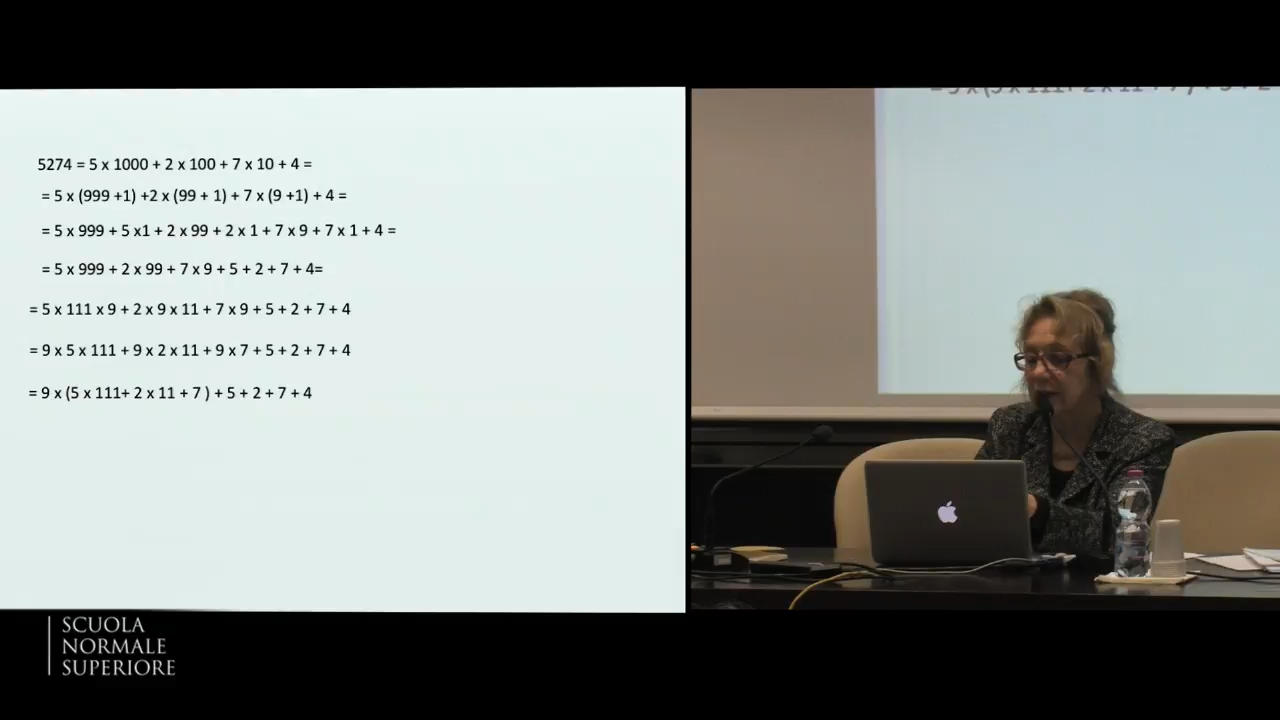 5274 = 5 x 1000 + 2 x 100 + 7 x 10 + 4 =
= 5 x (999 +1) +2 x (99 + 1) + 7 x (9 +1) + 4 =
= 5 x 999 + 5 x1 + 2 x 99 + 2 x 1 + 7 x 9 + 7 x 1 + 4 =
= 5 x 999 + 2 x 99 + 7 x 9 + 5 + 2 + 7 + 4=
= 5 x 111 x 9 + 2 x 9 x 11 + 7 x 9 + 5 + 2 + 7 + 4
= 9 x 5 x 111 + 9 x 2 x 11 + 9 x 7 + 5 + 2 + 7 + 4
= 9 x (5 x 111+ 2 x 11 + 7 ) + 5 + 2 + 7 + 4
SCUOLA
NORMALE
SUPERIORE